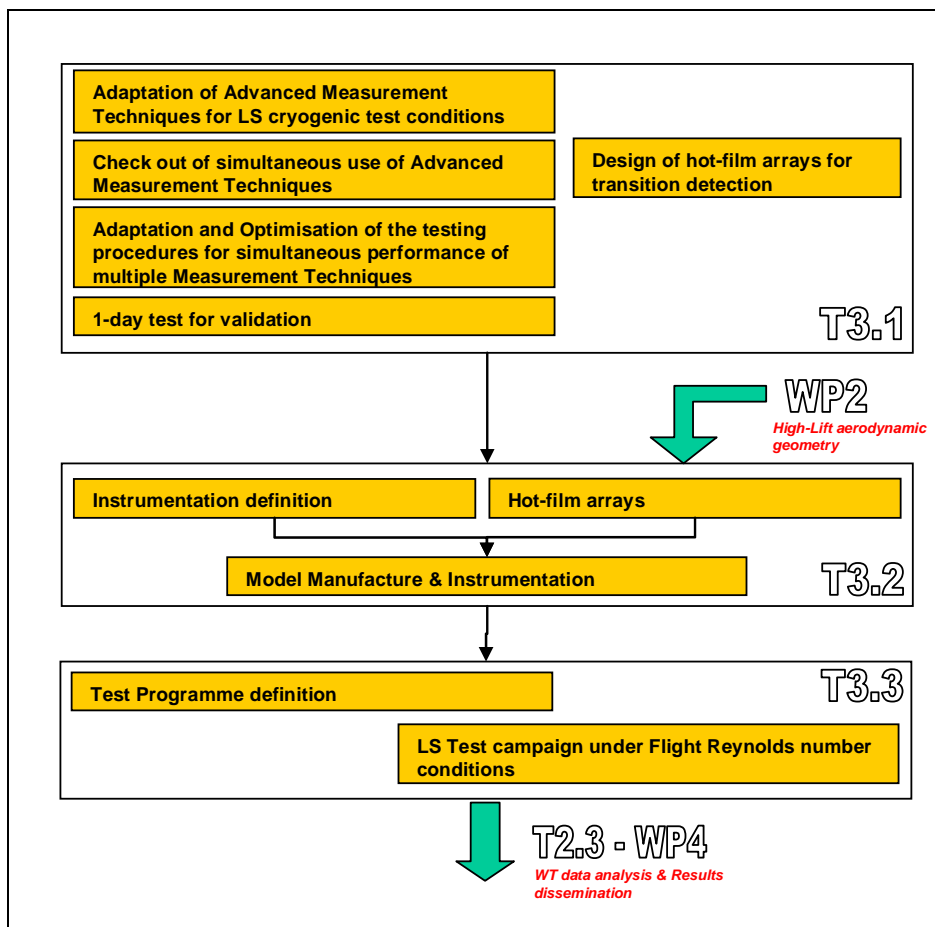 Adaptation of Advanced Measurement
Techniques for LS cryogenic test conditions
Check out of simultaneous use of Advanced
Measurement Techniques
Design of hot-film arrays for
transition detection
Adaptation and Optimisation of the testing
procedures for simultaneous performance of
multiple Measurement Techniques
1-day test for validation
T3.1
WP2
High-Lift aerodynamic
geometry
Instrumentation definition
Hot-film arrays
Model Manufacture & Instrumentation
T3.2
T3.3
Test Programme definition
LS Test campaign under Flight Reynolds number
conditions
T2.3 - WP4
WT data analysis & Results
dissemination